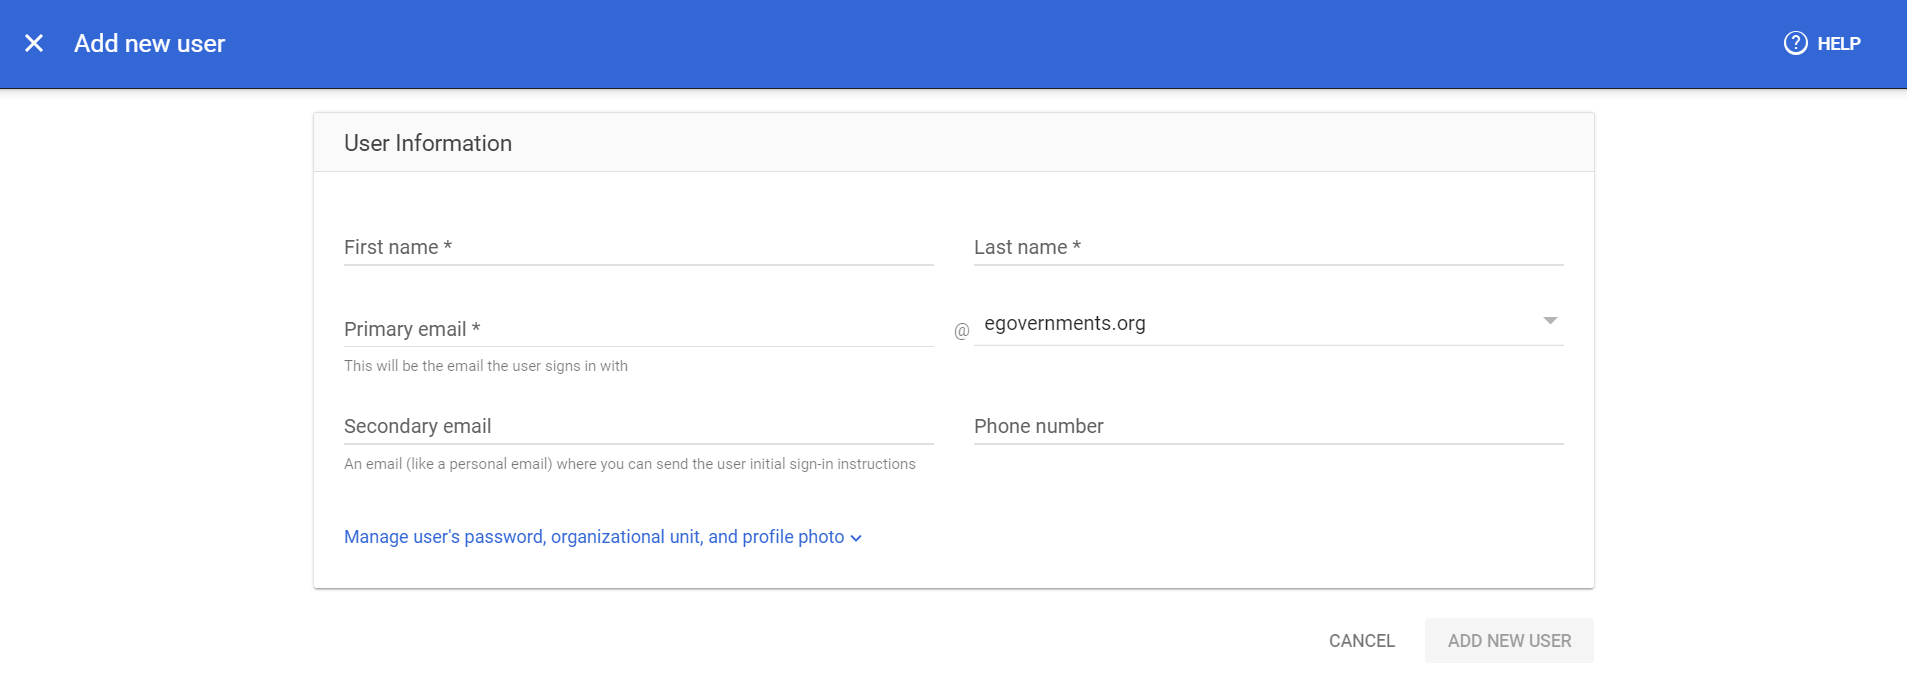 Add new user
HELP
User Information
First name *
Last name *
Primary email *
@ egovernments.org
This will be the email the user signs in with
Secondary email
Phone number
An email (like a personal email) where you can send the user initial sign-in instructions
Manage user's password, organizational unit, and profile photo
CANCEL
ADD NEW USER